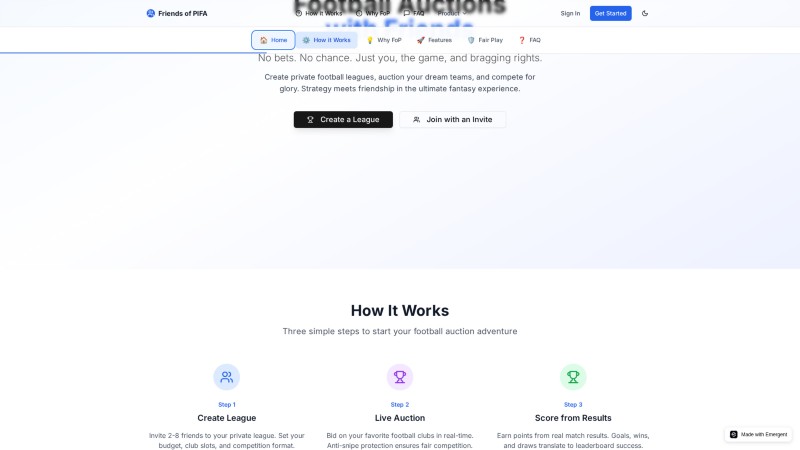 Football Auctions
with Friends
Friends of PIFA
How It Works
Why FoP
FAQ
Product
Sign In
Get Started
🏠 Home
⚙️ How It Works
💡 Why FoP
🚀 Features
🛡️ Fair Play
❓ FAQ
No bets. No chance. Just you, the game, and bragging rights.
Create private football leagues, auction your dream teams, and compete for
glory. Strategy meets friendship in the ultimate fantasy experience.
Create a League
Join with an Invite
How It Works
Three simple steps to start your football auction adventure
Step 1
Create League
Invite 2-8 friends to your private league. Set your
budget, club slots, and competition format.
Step 2
Live Auction
Bid on your favorite football clubs in real-time.
Anti-snipe protection ensures fair competition.
Step 3
Score from Results
Earn points from real match results. Goals, wins,
and draws translate to leaderboard success.
Made with Emergent